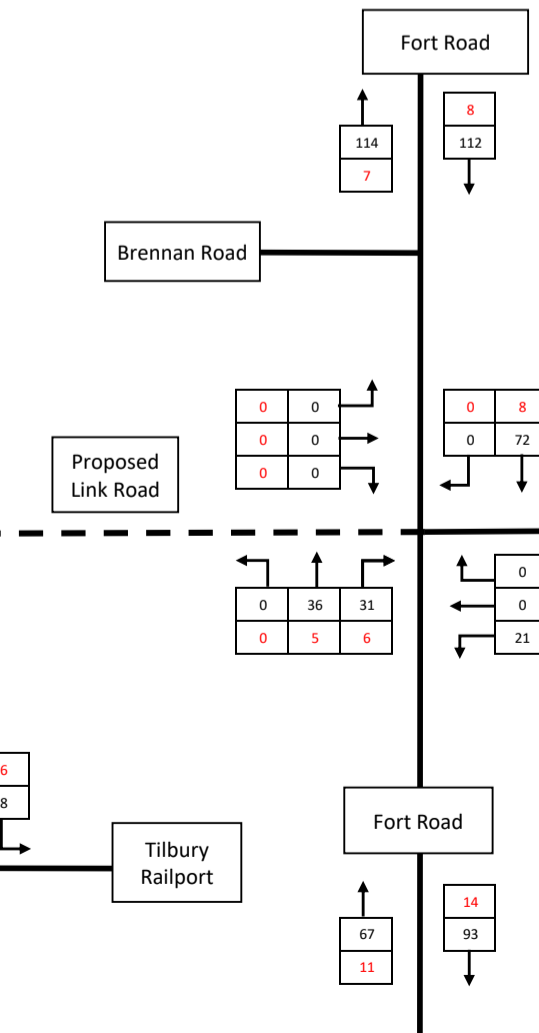 Fort Road
8
114 112
7
Brennan Road
0 0
0 0
0 0
0 8
0 72
Proposed
Link Road
0 36 31
0 5 6
0
0
21
6
8
Tilbury
Railport
Fort Road
14
67 93
11